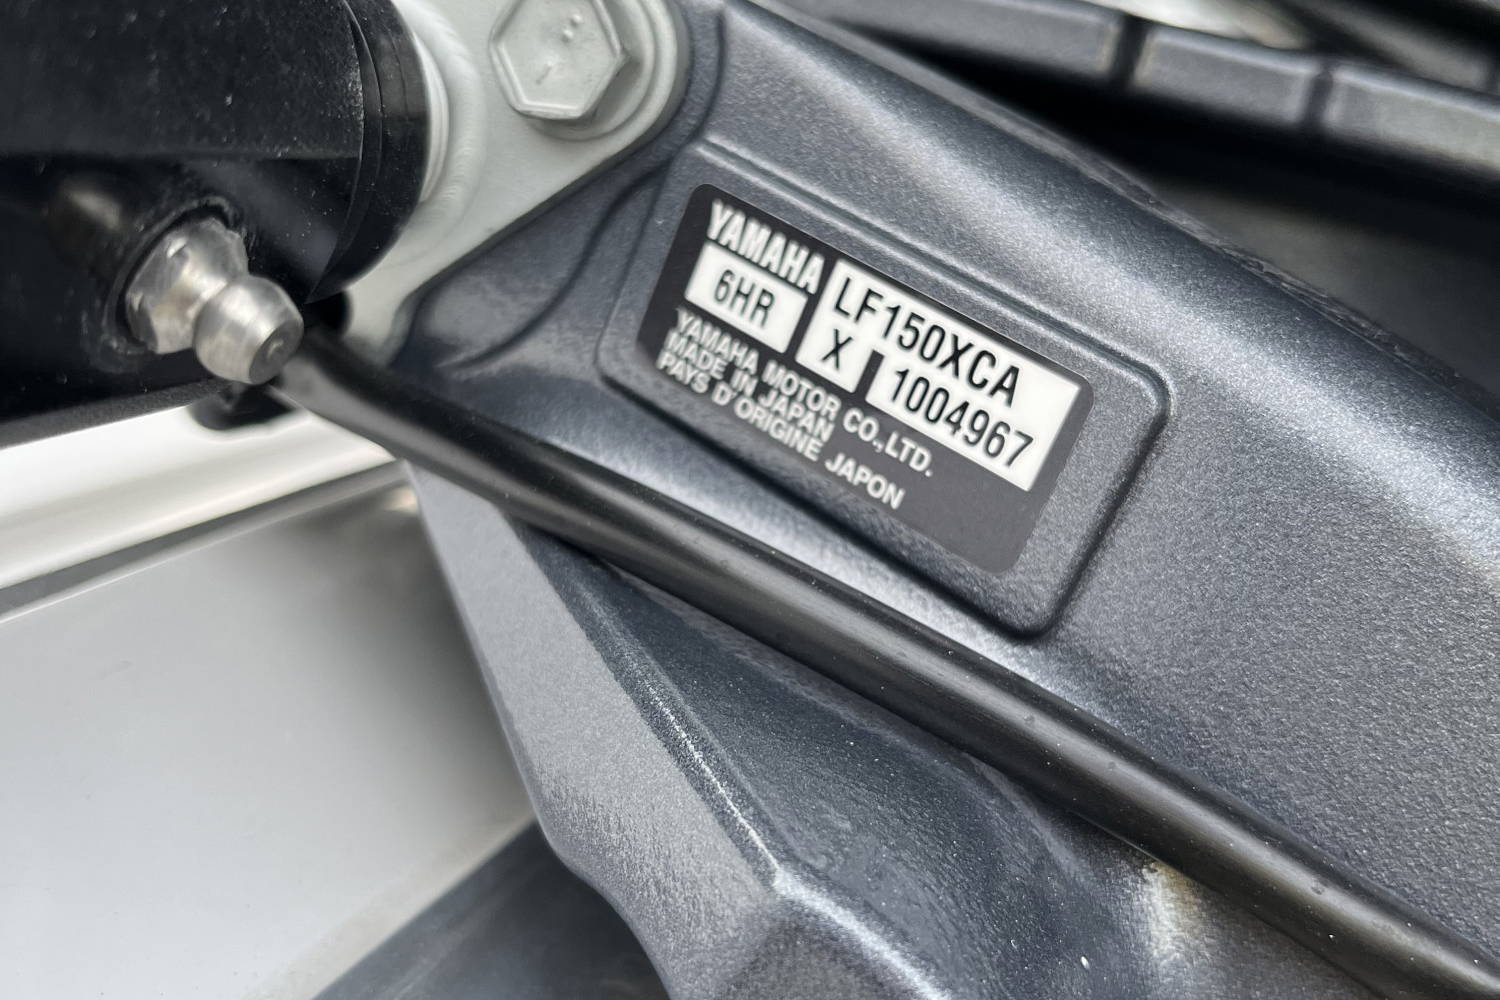 YAMAHA LF150XCA
6HR X 1004967
YAMAHA MOTOR CO.,LTD.
MADE IN JAPAN
PAYS D'ORIGINE JAPON